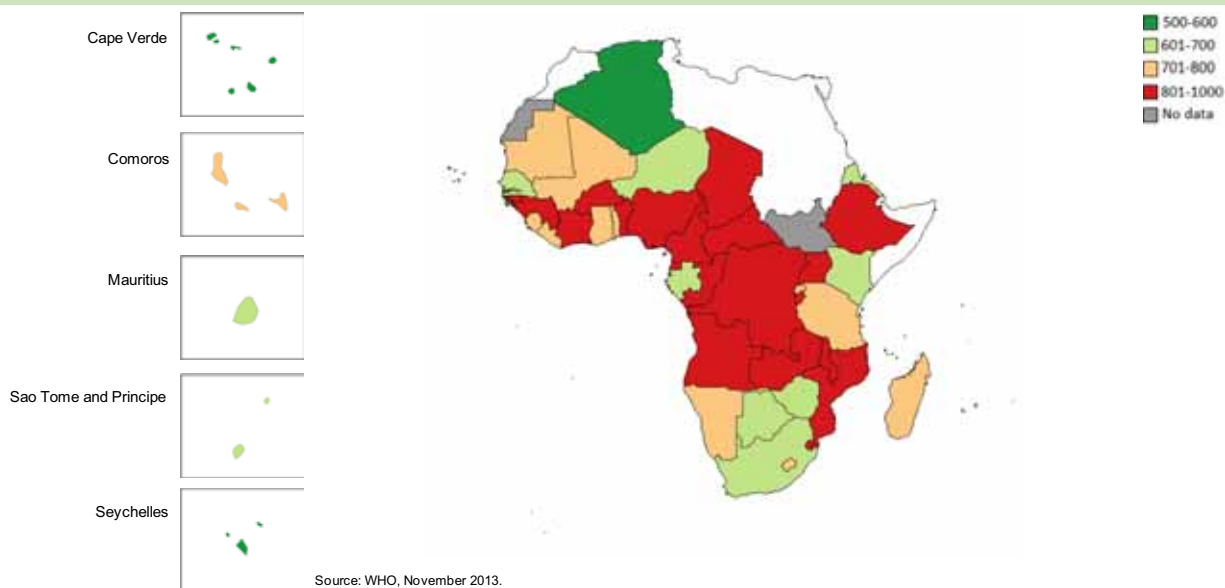 Cape Verde
Comoros
Mauritius
Sao Tome and Principe
Seychelles
500-600
601-700
701-800
801-1000
No data
Source: WHO, November 2013.